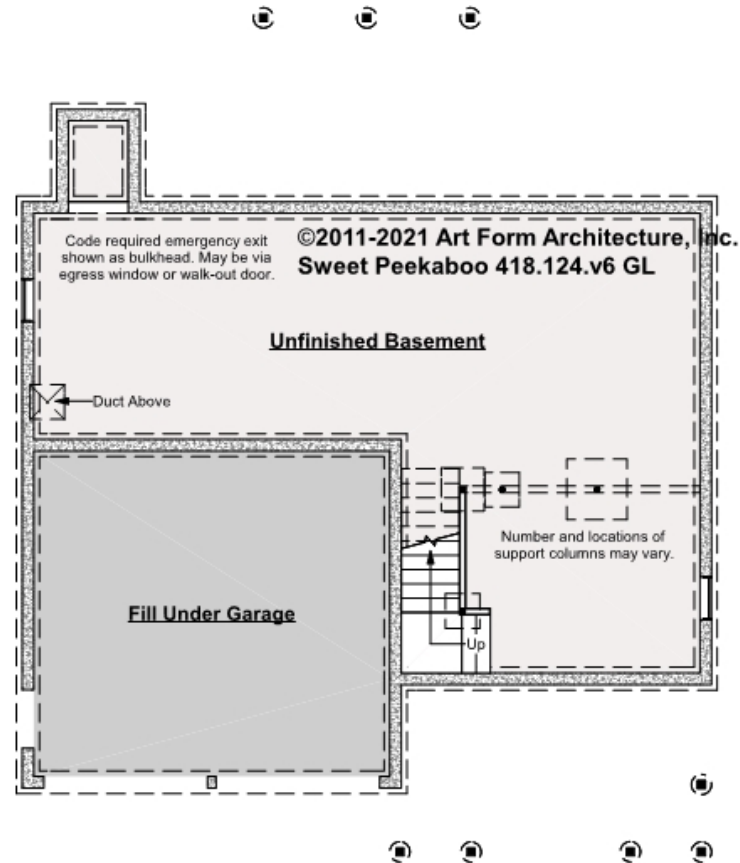 Code required emergency exit
shown as bulkhead. May be via
egress window or walk-out door.
©2011-2021 Art Form Architecture, Inc.
Sweet Peekaboo 418.124.v6 GL
Unfinished Basement
Duct Above
Number and locations of
support columns may vary.
Fill Under Garage
Up